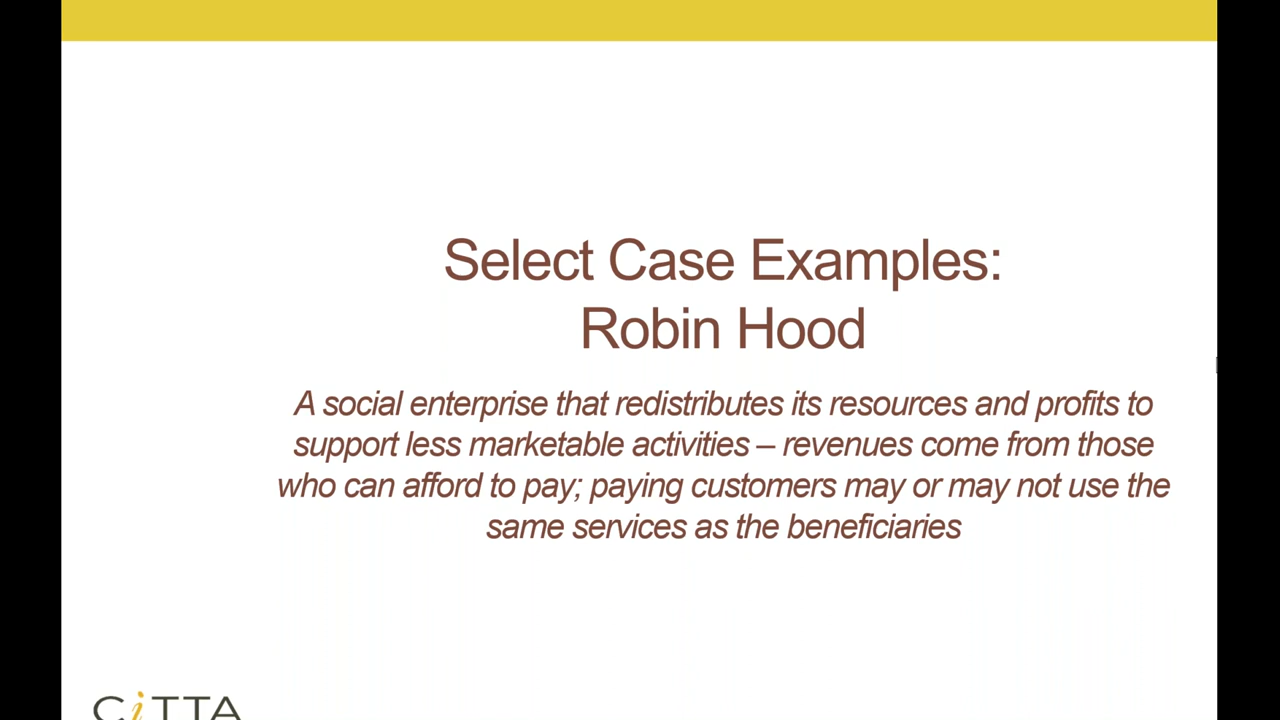 Select Case Examples:
Robin Hood
A social enterprise that redistributes its resources and profits to
support less marketable activities – revenues come from those
who can afford to pay; paying customers may or may not use the
same services as the beneficiaries
CiTTA